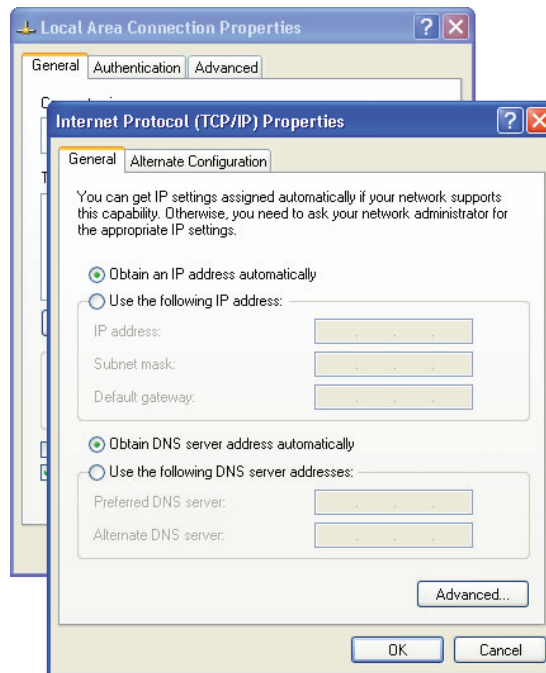 Local Area Connection Properties
General Authentication Advanced
Internet Protocol (TCP/IP) Properties
General Alternate Configuration
You can get IP settings assigned automatically if your network supports
this capability. Otherwise, you need to ask your network administrator for
the appropriate IP settings.
Obtain an IP address automatically
Use the following IP address:
IP address:
Subnet mask:
Default gateway:
Obtain DNS server address automatically
Use the following DNS server addresses:
Preferred DNS server:
Alternate DNS server:
Advanced...
OK Cancel